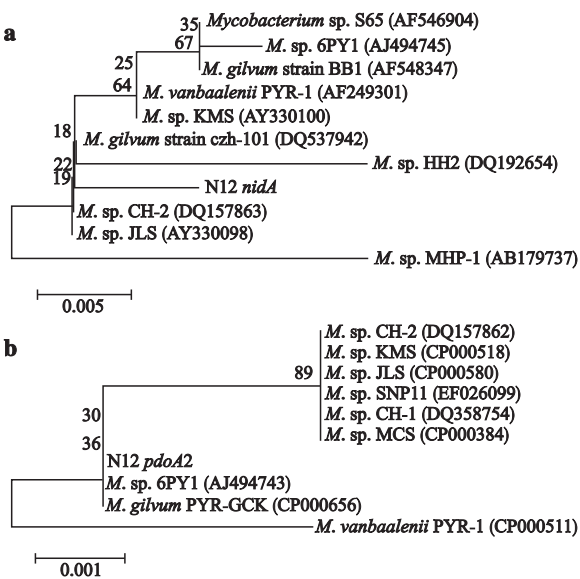 a
35
Mycobacterium sp. S65 (AF546904)
67
M. sp. 6PY1 (AJ494745)
25
M. gilvum strain BB1 (AF548347)
64
M. vanbaalenii PYR-1 (AF249301)
M. sp. KMS (AY330100)
18
M. gilvum strain czh-101 (DQ537942)
22
M. sp. HH2 (DQ192654)
19
N12 nidA
M. sp. CH-2 (DQ157863)
M. sp. JLS (AY330098)
M. sp. MHP-1 (AB179737)
0.005
b
M. sp. CH-2 (DQ157862)
M. sp. KMS (CP000518)
89
M. sp. JLS (CP000580)
M. sp. SNP11 (EF026099)
30
M. sp. CH-1 (DQ358754)
36
M. sp. MCS (CP000384)
N12 pdoA2
M. sp. 6PY1 (AJ494743)
M. gilvum PYR-GCK (CP000656)
M. vanbaalenii PYR-1 (CP000511)
0.001